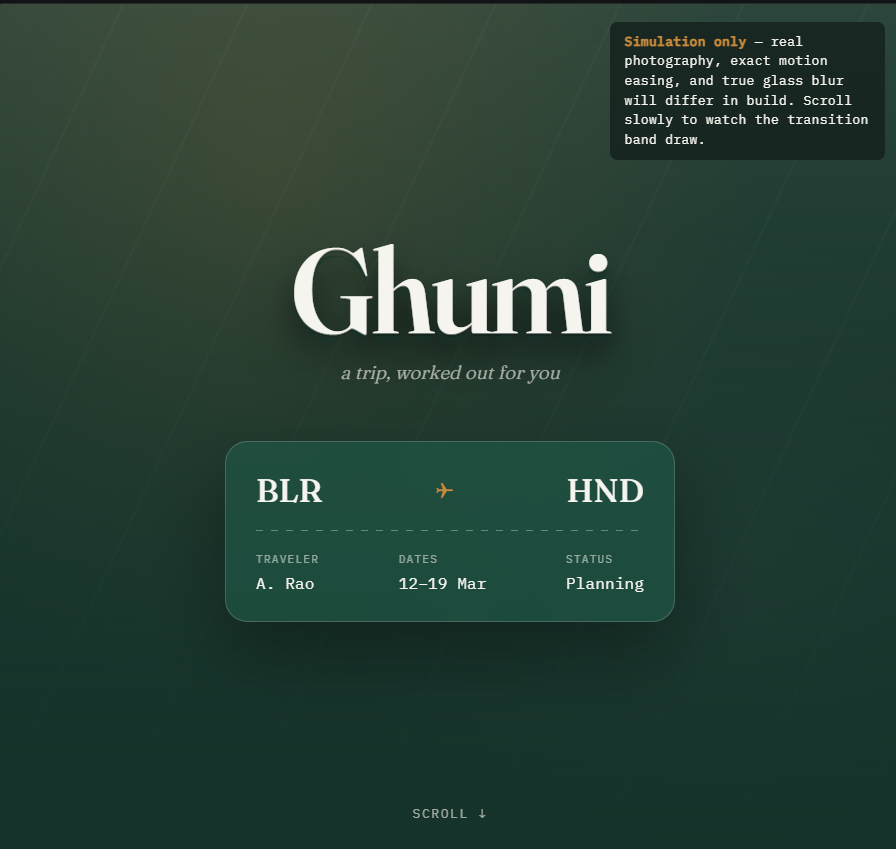 Simulation only — real
photography, exact motion
easing, and true glass blur
will differ in build. Scroll
slowly to watch the transition
band draw.
Ghumi
a trip, worked out for you
BLR ✈ HND
TRAVELER DATES STATUS
A. Rao 12–19 Mar Planning
SCROLL ↓